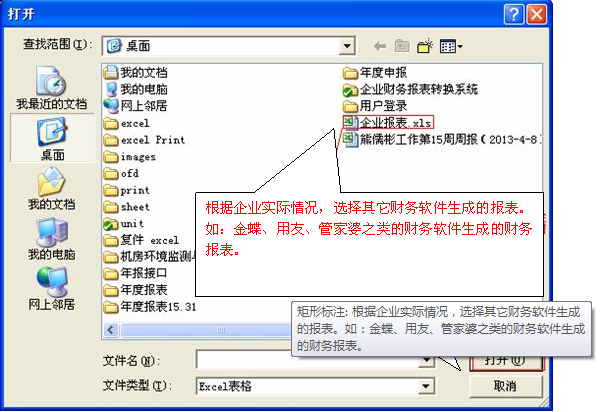 打开
查找范围(I):
桌面
我最近的文档
桌面
我的文档
我的电脑
网上邻居
我的文档
我的电脑
网上邻居
excel
excel Print
images
ofd
print
sheet
unit
复件 excel
机房环境监测与
年报接口
年度报表
年度报表15.31
年度申报
企业财务报表转换系统
用户登录
企业报表.xls
能儒彬工作第15周周报(2013-4-8)
根据企业实际情况，选择其它财务软件生成的报表。
如：金蝶、用友、管家婆之类的财务软件生成的财务
报表。
矩形标注: 根据企业实际情况，选择其它财务软件生成
的报表。如：金蝶、用友、管家婆之类的财务软件生成
的财务报表。
文件名(N):
打开(O)
文件类型(T):
Excel表格
取消